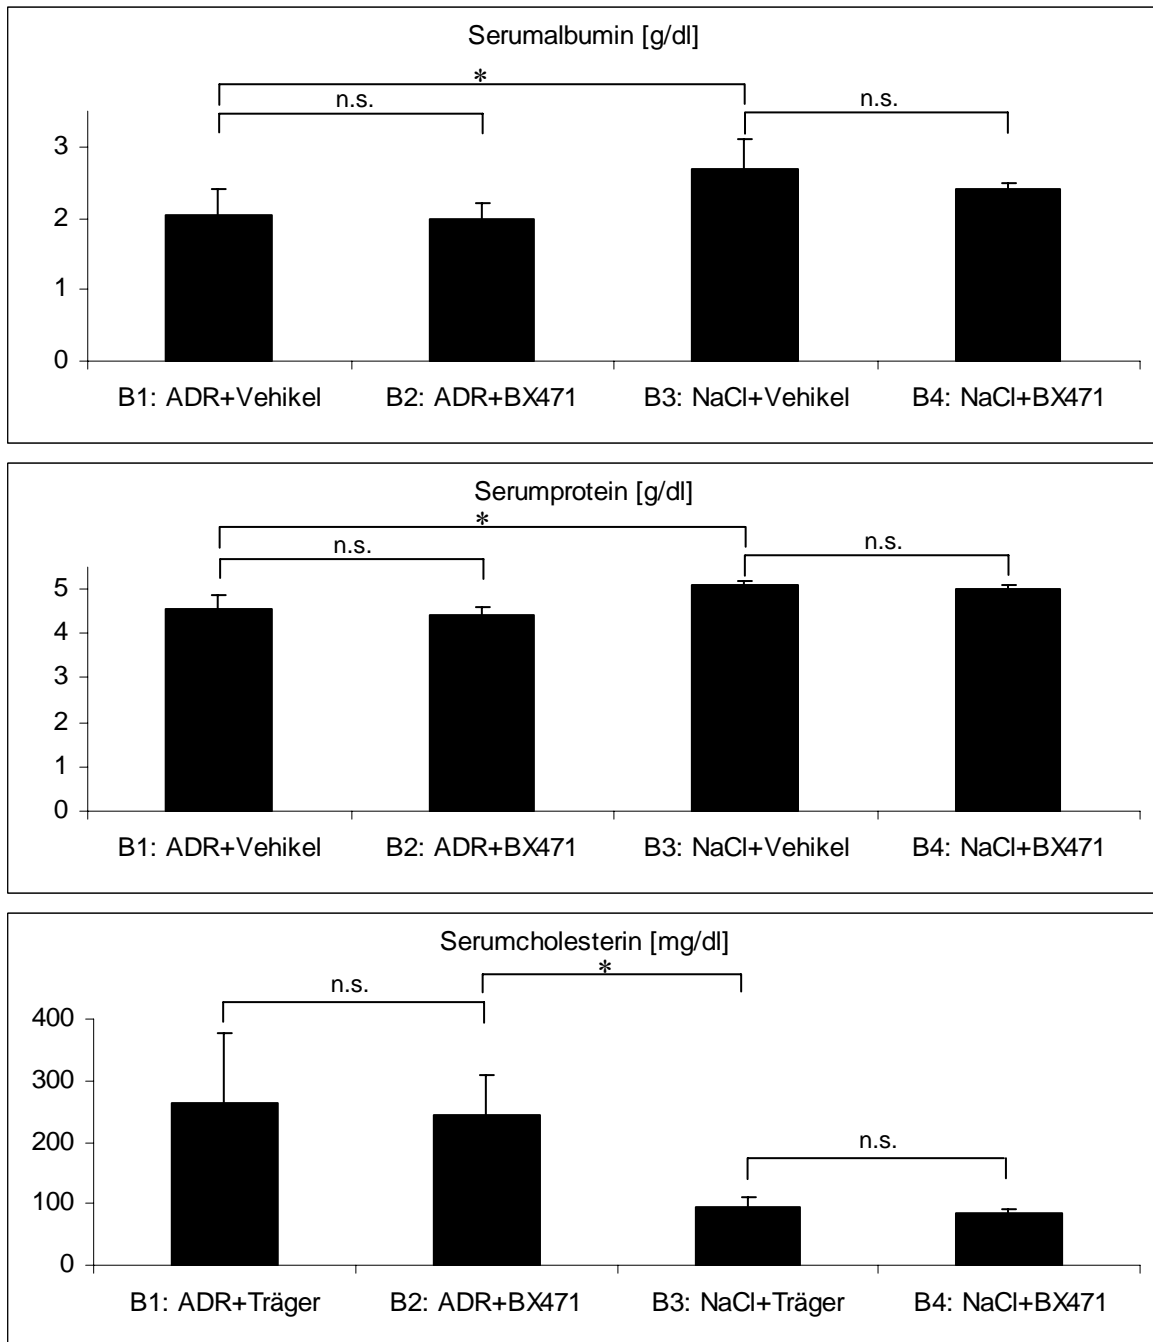 Serumalbumin [g/dl]
*
n.s.
n.s.
3
2
1
0
B1: ADR+Vehikel B2: ADR+BX471 B3: NaCl+Vehikel B4: NaCl+BX471
Serumprotein [g/dl]
*
n.s.
n.s.
5
4
3
2
1
0
B1: ADR+Vehikel B2: ADR+BX471 B3: NaCl+Vehikel B4: NaCl+BX471
Serumcholesterin [mg/dl]
*
n.s.
400
300
200
n.s.
100
0
B1: ADR+Träger B2: ADR+BX471 B3: NaCl+Träger B4: NaCl+BX471